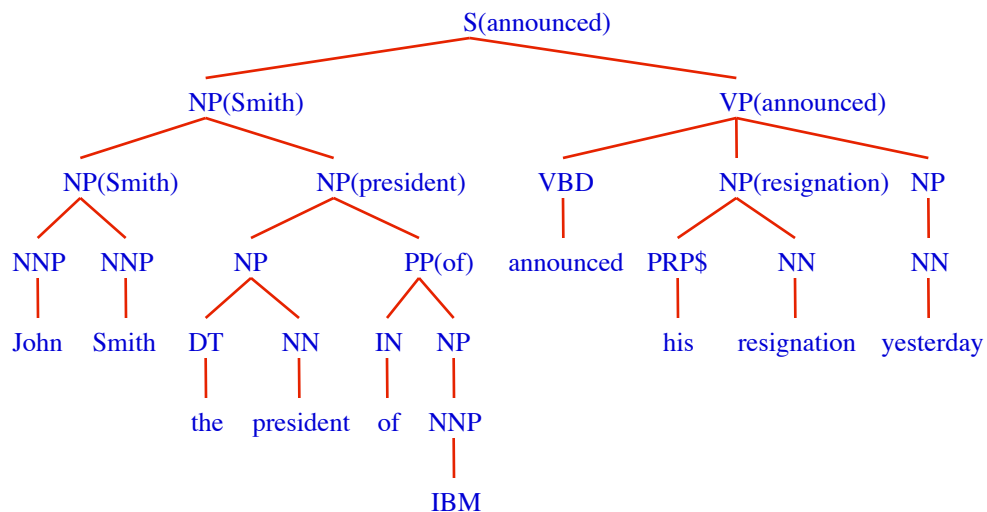 S(announced)
NP(Smith) VP(announced)
NP(Smith) NP(president) VBD NP(resignation) NP
NNP NNP NP PP(of) announced PRP$ NN NN
John Smith DT NN IN NP his resignation yesterday
the president of NNP
IBM